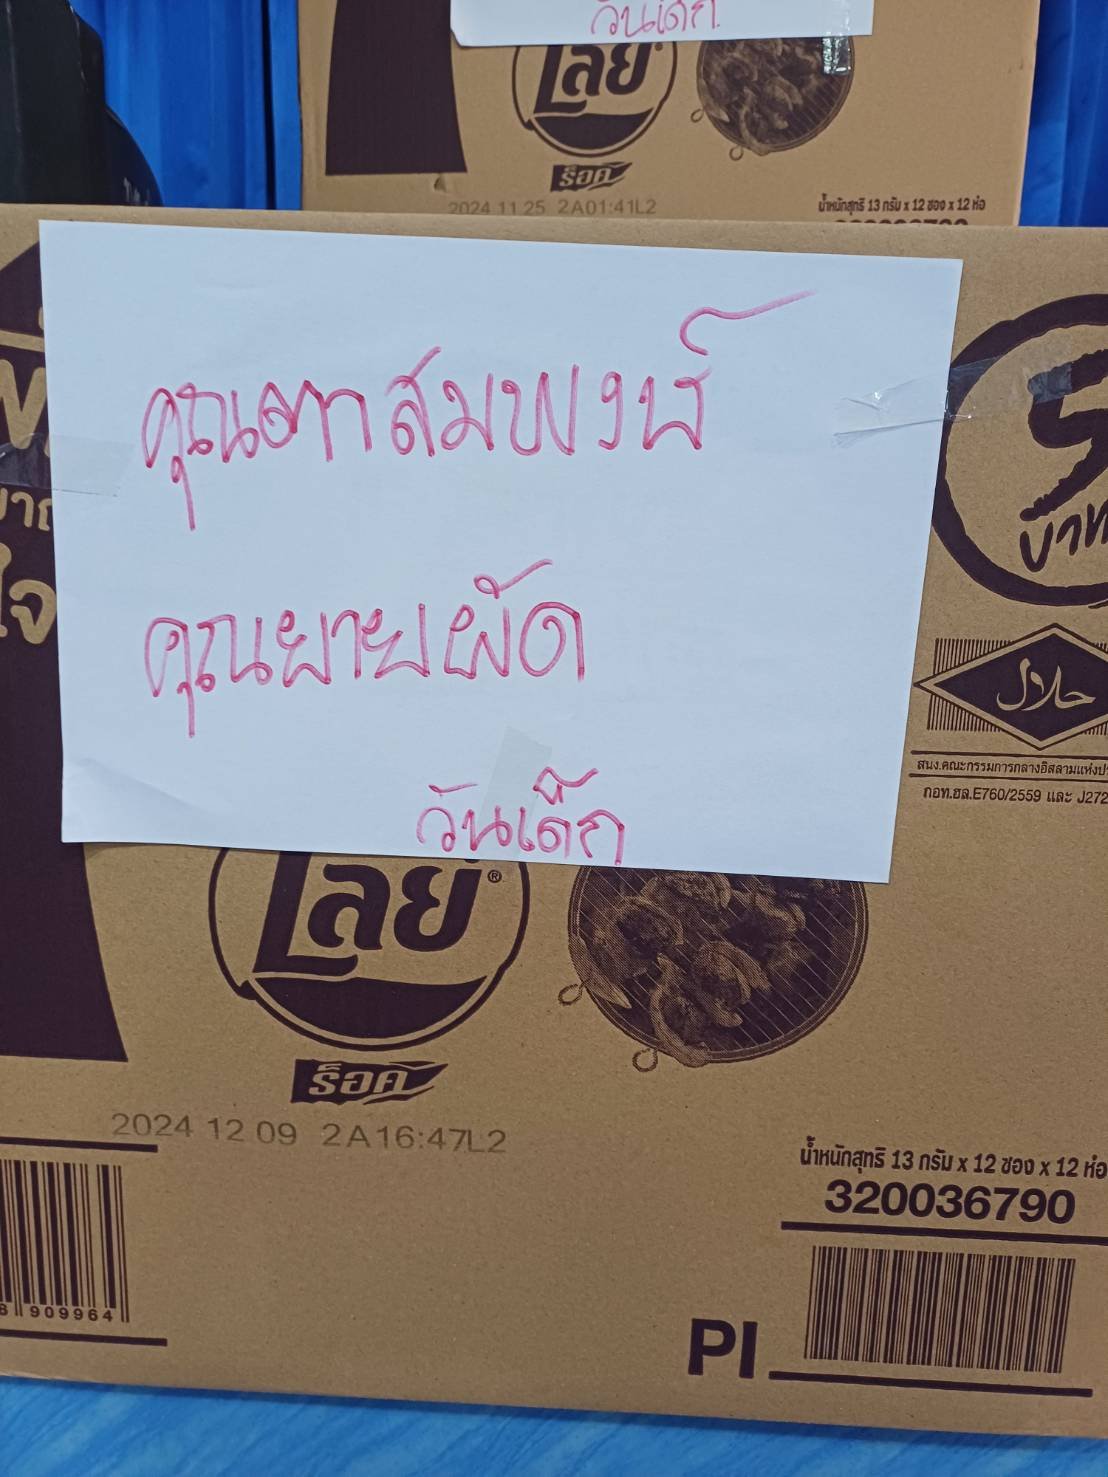 วันเด็ก
เลย์
ร็อค
2024 11 25 2A01:41L2
น้ำหนักสุทธิ 13 กรัม x 12 ซอง x 12 ห่อ
คุณตาสมพงษ์
คุณยายผัด
วันเด็ก
5
บาท
حلال
สนง.คณะกรรมการกลางอิสลามแห่งป
กอท.ฮล.E760/2559 และ J272
เลย์®
ร็อค
2024 12 09 2A16:47L2
น้ำหนักสุทธิ 13 กรัม x 12 ซอง x 12 ห่อ
320036790
8 909964
PI